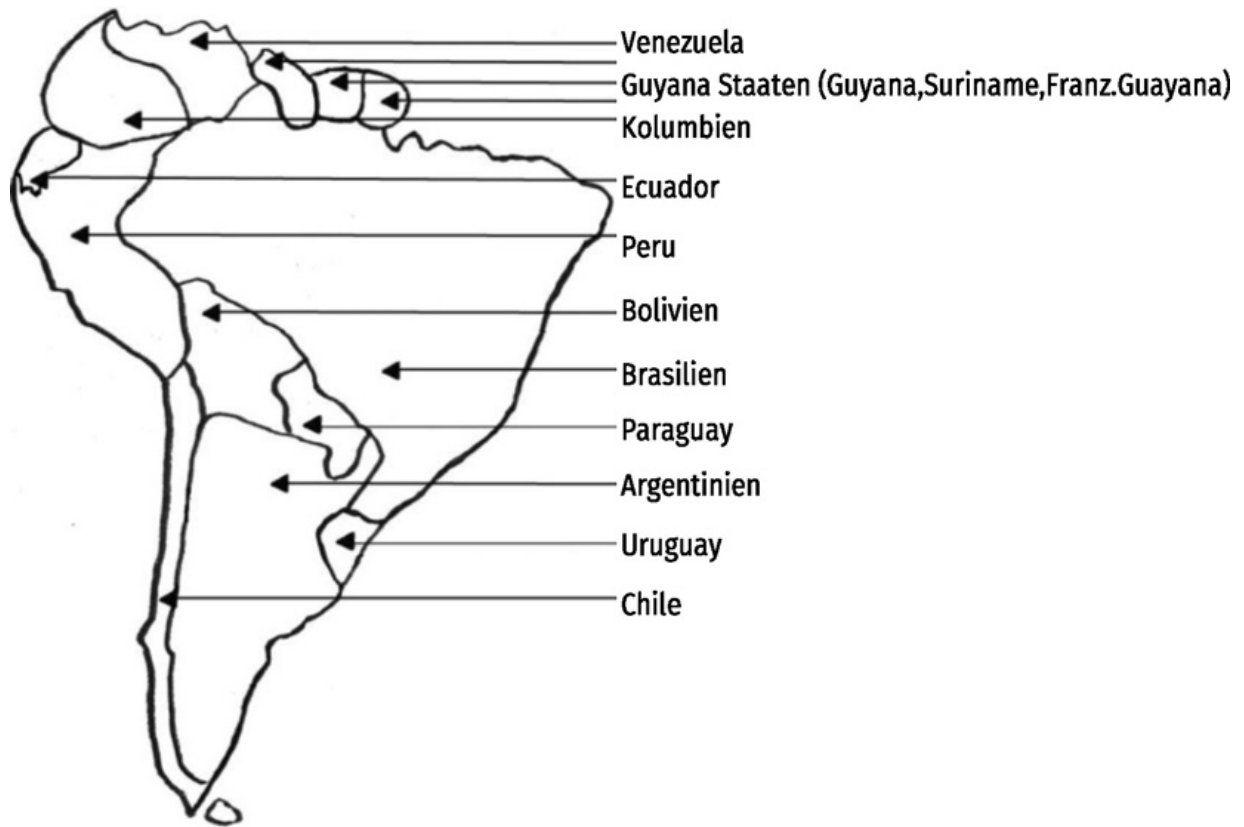 Venezuela
Guyana Staaten (Guyana,Suriname,Franz.Guayana)
Kolumbien
Ecuador
Peru
Bolivien
Brasilien
Paraguay
Argentinien
Uruguay
Chile